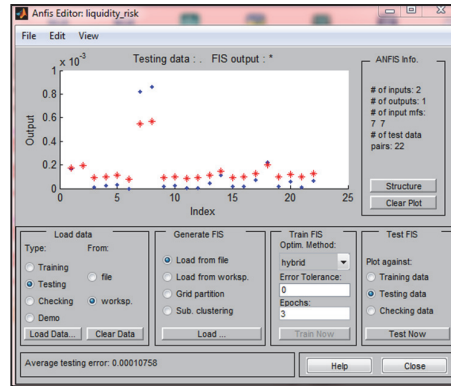 Anfis Editor: liquidity_risk
File Edit View
Testing data : . FIS output : *
x 10^-3
1
0.8
0.6
0.4
0.2
0
Output
0 5 10 15 20 25
Index
ANFIS Info.
# of inputs: 2
# of outputs: 1
# of input mfs:
7 7
# of test data
pairs: 22
Structure
Clear Plot
Load data
Type: From:
Training
Testing
Checking
Demo
file
worksp.
Load Data... Clear Data
Generate FIS
Load from file
Load from worksp.
Grid partition
Sub. clustering
Load ...
Train FIS
Optim. Method:
hybrid
Error Tolerance:
0
Epochs:
3
Train Now
Test FIS
Plot against:
Training data
Testing data
Checking data
Test Now
Average testing error: 0.00010758
Help Close